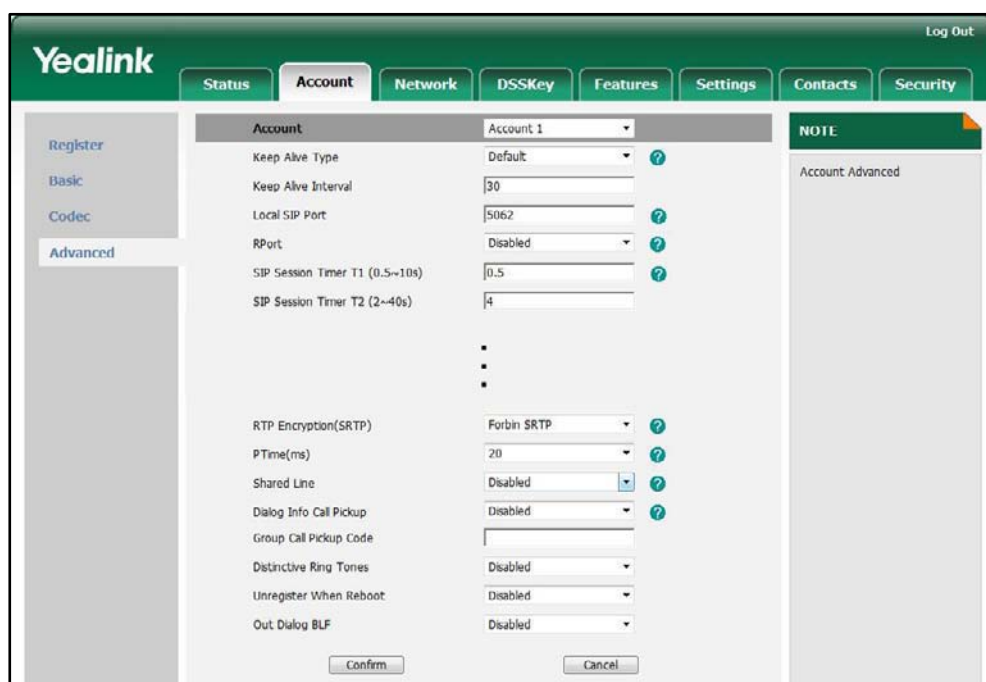 Log Out
Yealink
Status Account Network DSSKey Features Settings Contacts Security
Register
Basic
Codec
Advanced
Account Account 1
Keep Alive Type Default ?
Keep Alive Interval 30
Local SIP Port 5062 ?
RPort Disabled ?
SIP Session Timer T1 (0.5~10s) 0.5 ?
SIP Session Timer T2 (2~40s) 4
RTP Encryption(SRTP) Forbin SRTP ?
PTime(ms) 20 ?
Shared Line Disabled ?
Dialog Info Call Pickup Disabled ?
Group Call Pickup Code
Distinctive Ring Tones Disabled
Unregister When Reboot Disabled
Out Dialog BLF Disabled
Confirm Cancel
NOTE
Account Advanced